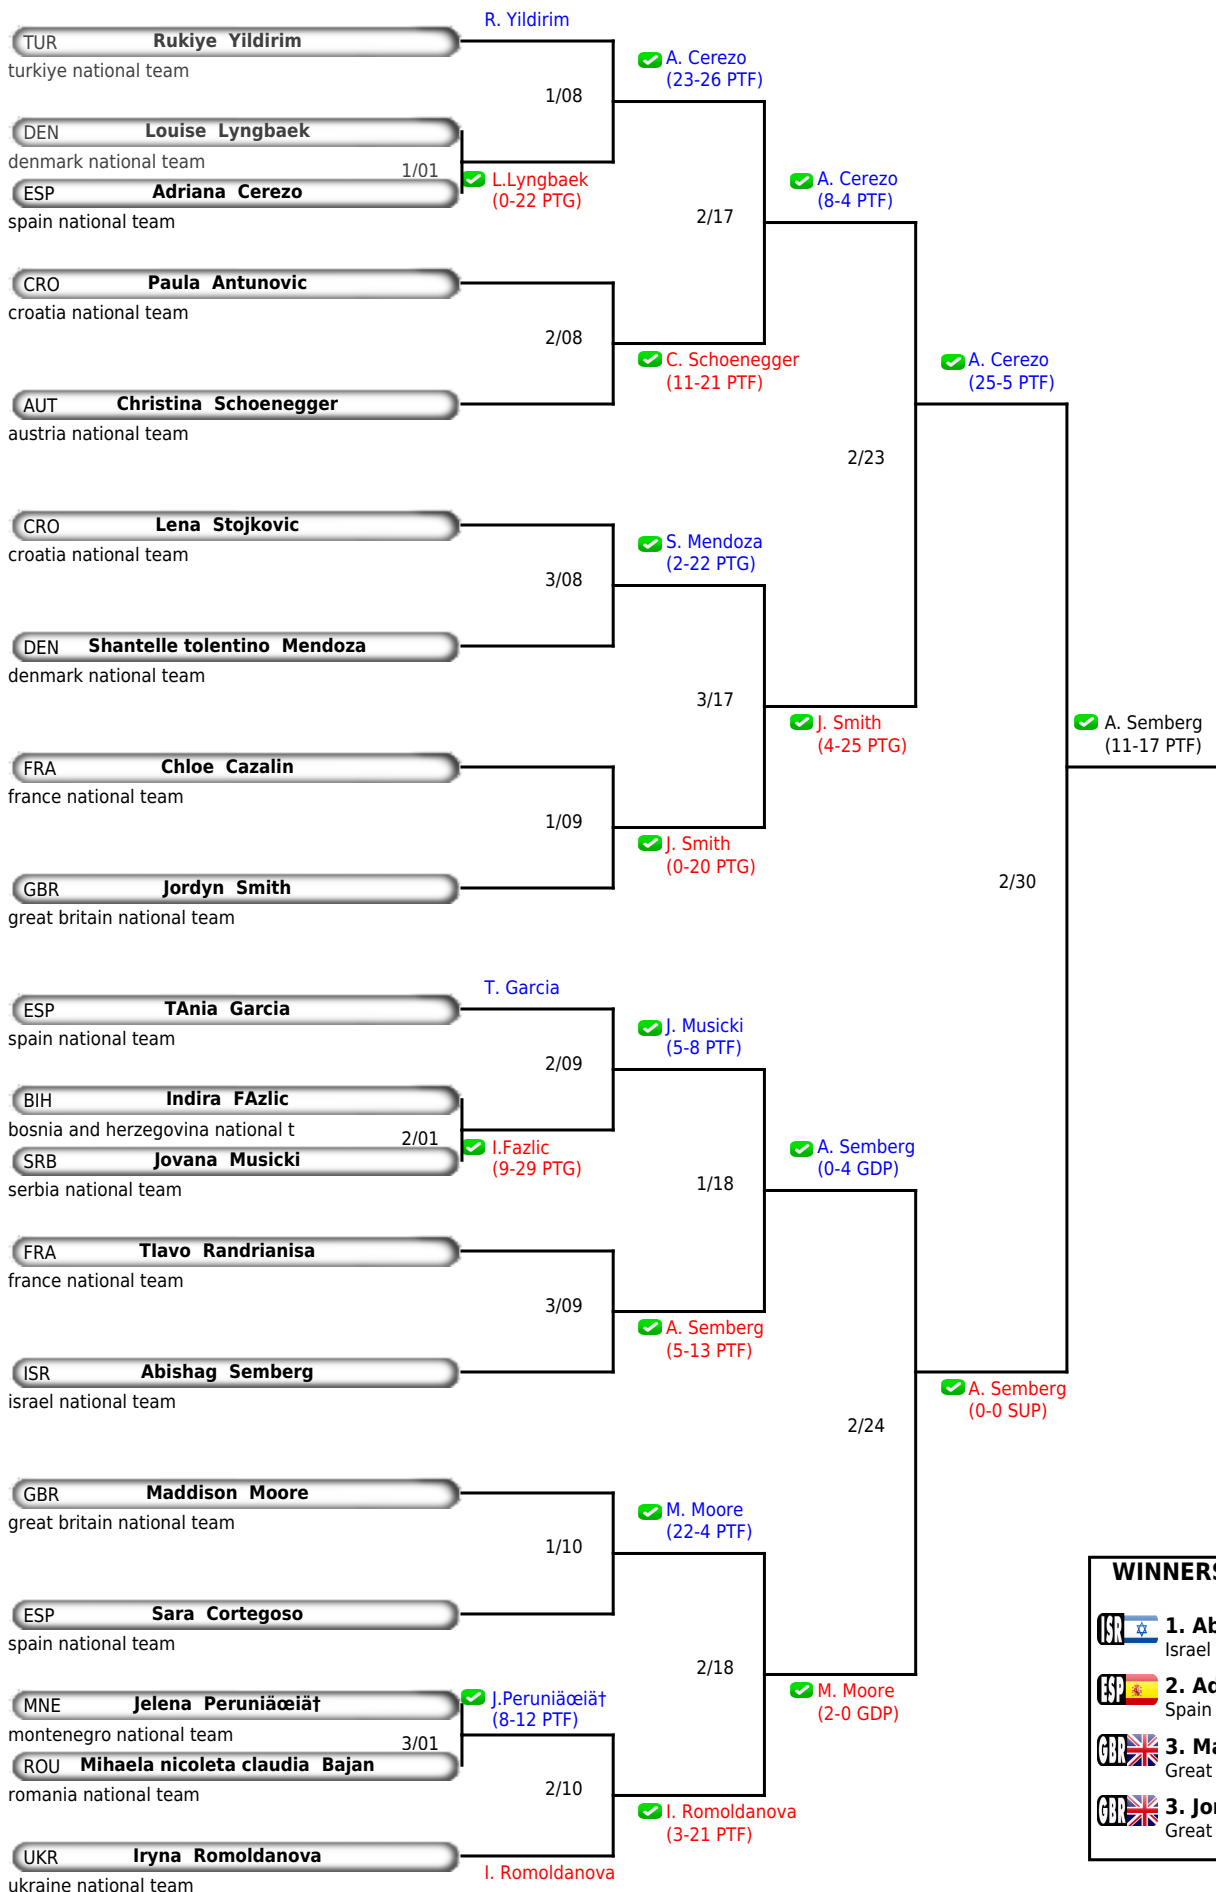 R. Yildirim
TUR Rukiye Yildirim
turkiye national team
A. Cerezo
(23-26 PTF)
1/08
DEN Louise Lyngbaek
denmark national team
1/01
L.Lyngbaek
(0-22 PTG)
ESP Adriana Cerezo
spain national team
A. Cerezo
(8-4 PTF)
2/17
CRO Paula Antunovic
croatia national team
2/08
C. Schoenegger
(11-21 PTF)
A. Cerezo
(25-5 PTF)
AUT Christina Schoenegger
austria national team
2/23
CRO Lena Stojkovic
croatia national team
S. Mendoza
(2-22 PTG)
3/08
DEN Shantelle tolentino Mendoza
denmark national team
3/17
J. Smith
(4-25 PTG)
A. Semberg
(11-17 PTF)
FRA Chloe Cazalin
france national team
1/09
J. Smith
(0-20 PTG)
GBR Jordyn Smith
great britain national team
2/30
T. Garcia
ESP TAnia Garcia
spain national team
J. Musicki
(5-8 PTF)
2/09
BIH Indira FAzlic
bosnia and herzegovina national t
2/01
I.Fazlic
(9-29 PTG)
SRB Jovana Musicki
serbia national team
A. Semberg
(0-4 GDP)
1/18
FRA Tlavo Randrianisa
france national team
3/09
A. Semberg
(5-13 PTF)
ISR Abishag Semberg
israel national team
A. Semberg
(0-0 SUP)
2/24
GBR Maddison Moore
great britain national team
M. Moore
(22-4 PTF)
1/10
ESP Sara Cortegoso
spain national team
2/18
M. Moore
(2-0 GDP)
MNE Jelena Peruniäœiä†
montenegro national team
J.Peruniäœiä†
(8-12 PTF)
3/01
ROU Mihaela nicoleta claudia Bajan
romania national team
2/10
I. Romoldanova
(3-21 PTF)
UKR Iryna Romoldanova
ukraine national team
I. Romoldanova
WINNERS
ISR 1. Ab
Israel
ESP 2. Ad
Spain
GBR 3. Ma
Great
GBR 3. Jor
Great